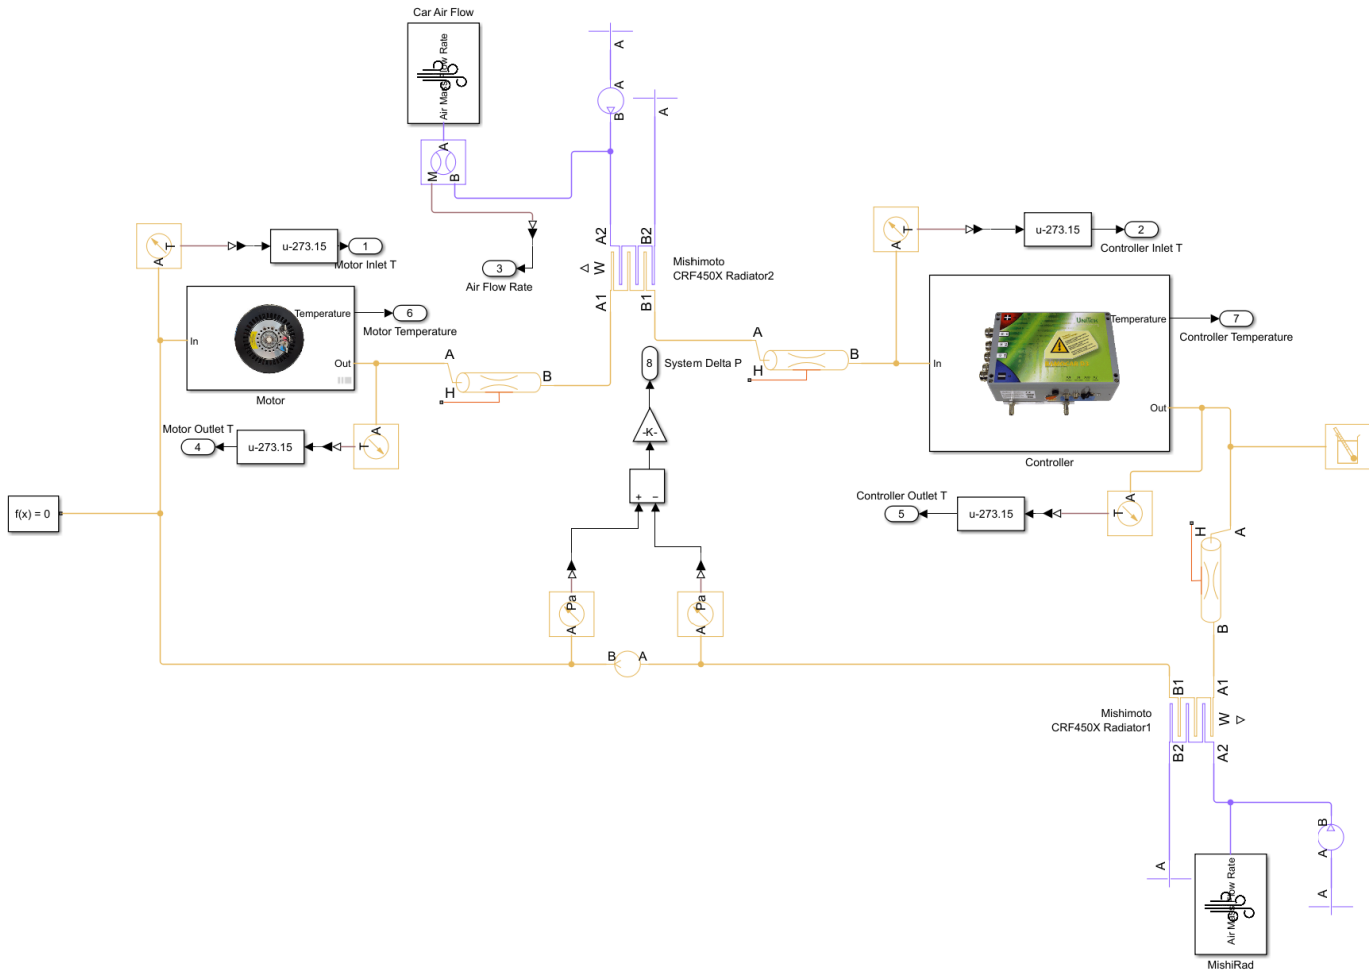 Car Air Flow
Air Mass Flow Rate
A
M
B
A
A
B
A
A2
B2
W
A1
B1
Mishimoto
CRF450X Radiator2
T
A
u-273.15
1
Motor Inlet T
3
Air Flow Rate
T
A
u-273.15
2
Controller Inlet T
In
Temperature
Out
Motor
6
Motor Temperature
A
B
H
8
System Delta P
A
B
H
In
Temperature
Out
UNITEK
Controller
7
Controller Temperature
Motor Outlet T
4
u-273.15
T
A
-K-
+ −
Controller Outlet T
5
u-273.15
T
A
f(x) = 0
H
A
B
Pa
A
Pa
A
B
A
Mishimoto
CRF450X Radiator1
B1
A1
W
B2
A2
A
Air Mass Flow Rate
MishiRad
B
A
A